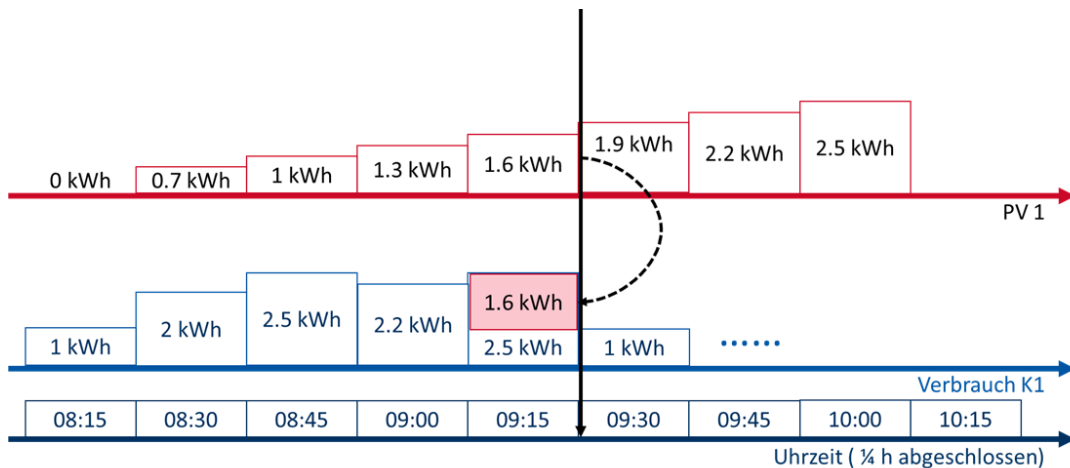 0 kWh 0.7 kWh 1 kWh 1.3 kWh 1.6 kWh 1.9 kWh 2.2 kWh 2.5 kWh
PV 1
1 kWh 2 kWh 2.5 kWh 2.2 kWh 1.6 kWh
2.5 kWh 1 kWh ......
Verbrauch K1
08:15 08:30 08:45 09:00 09:15 09:30 09:45 10:00 10:15
Uhrzeit ( ¼ h abgeschlossen)